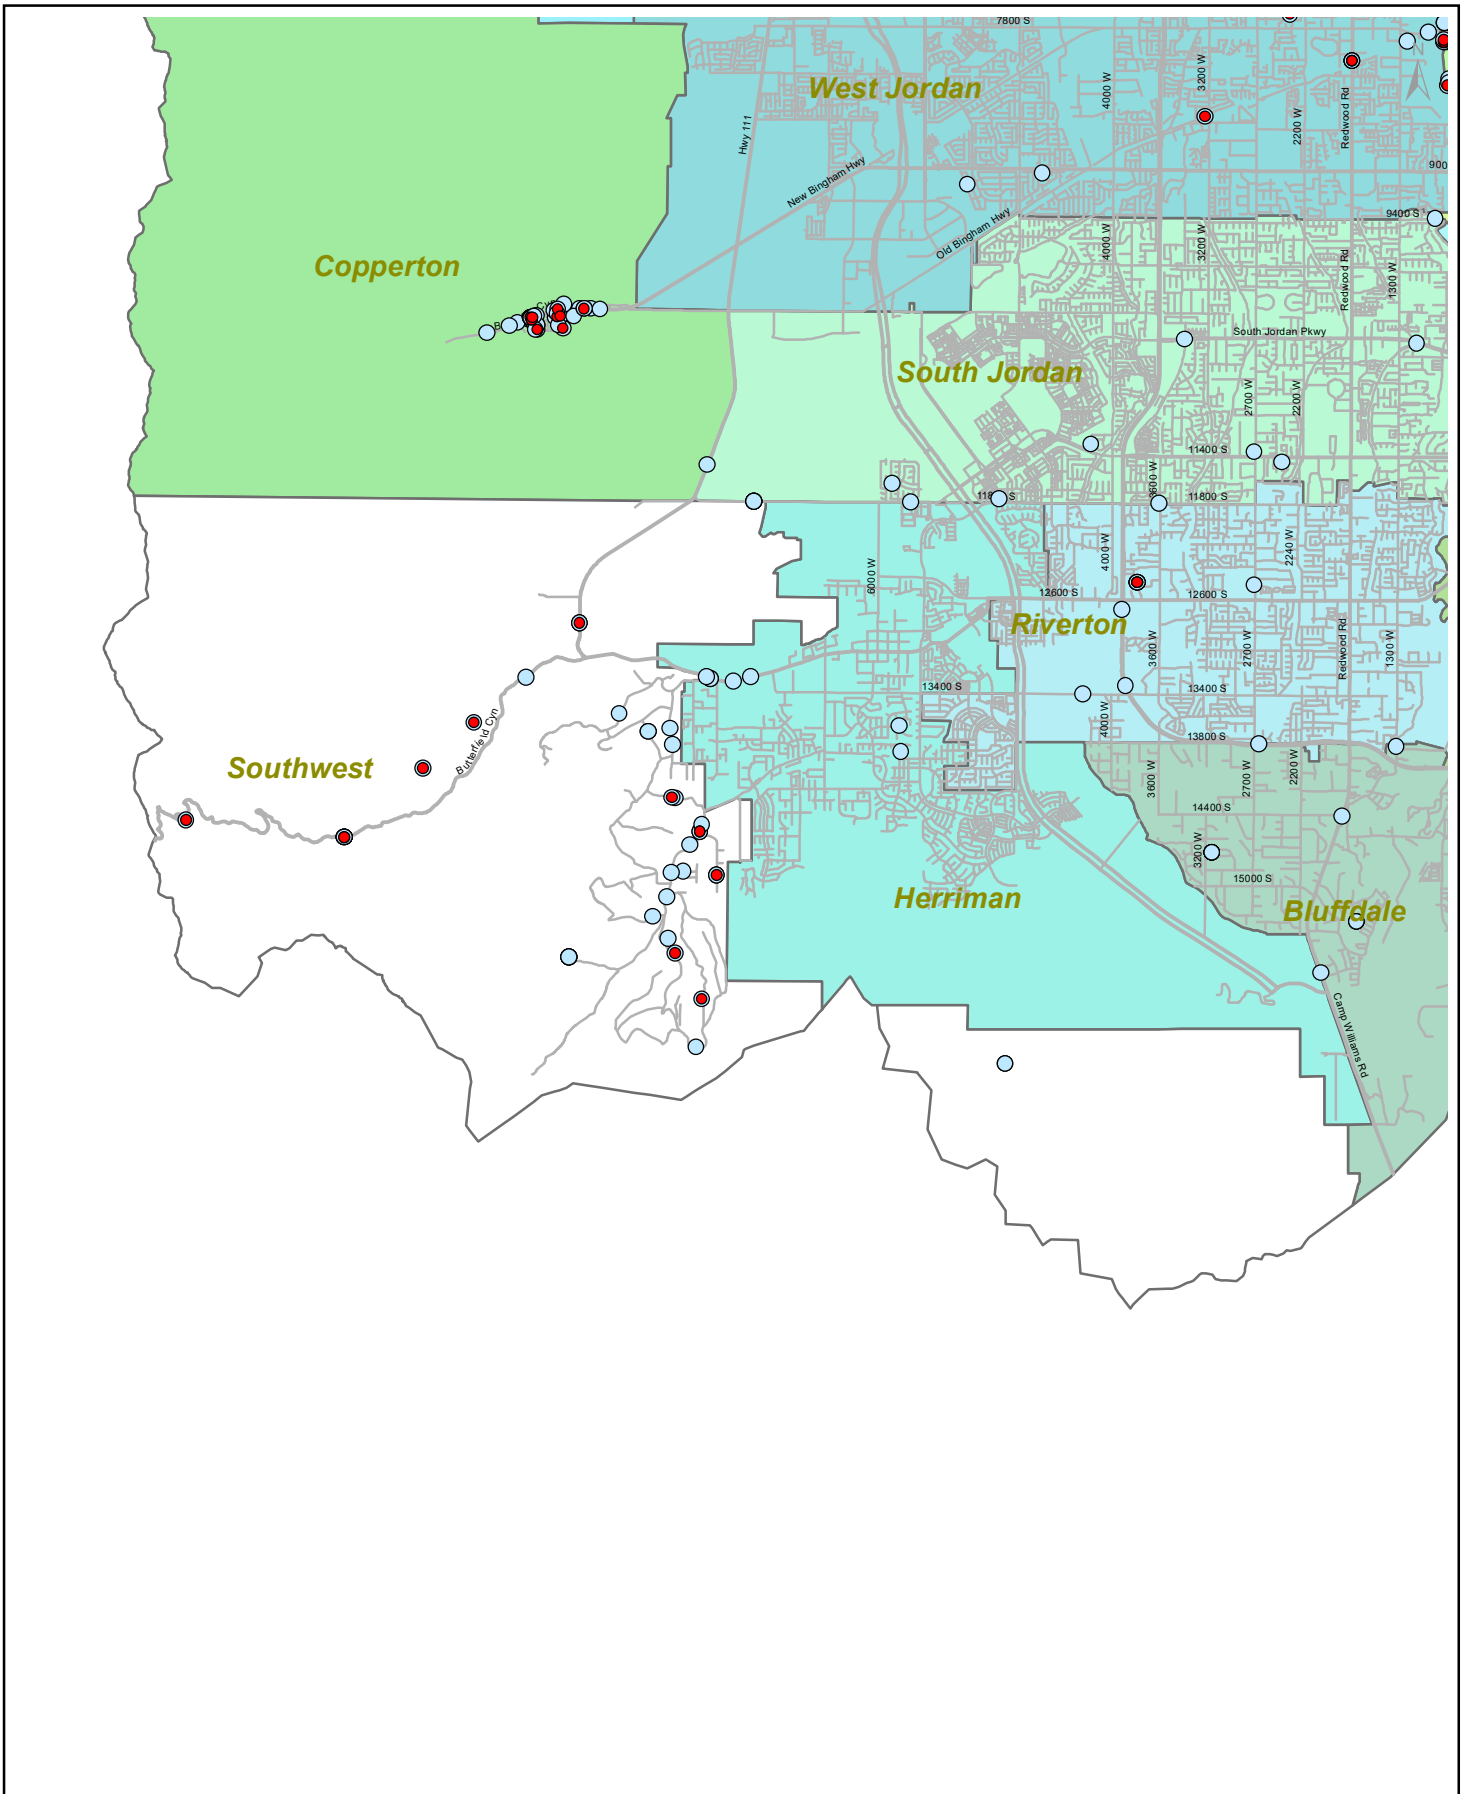 7800 S
West Jordan
3200 W
4000 W
Redwood Rd
2200 W
Hwy 111
N
900
New Bingham Hwy
9400 S
Old Bingham Hwy
4000 W
3200 W
Redwood Rd
1300 W
Copperton
South Jordan Pkwy
South Jordan
2700 W
2200 W
11400 S
3600 W
11800 S
4000 W
2240 W
6000 W
12600 S
12600 S
Riverton
3600 W
2700 W
Redwood Rd
1300 W
13400 S
13400 S
4000 W
Butterfield Cyn
13800 S
Southwest
3600 W
2700 W
2200 W
14400 S
3200 W
15000 S
Herriman
Bluffdale
Camp Williams Rd